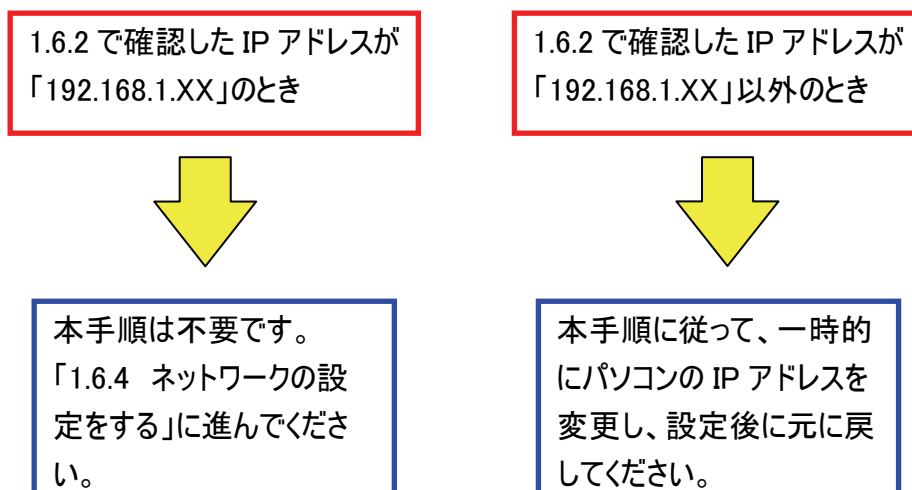 1.6.2 で確認した IP アドレスが
「192.168.1.XX」のとき
1.6.2 で確認した IP アドレスが
「192.168.1.XX」以外のとき
本手順は不要です。
「1.6.4 ネットワークの設
定をする」に進んでくださ
い。
本手順に従って、一時的
にパソコンの IP アドレスを
変更し、設定後に元に戻
してください。